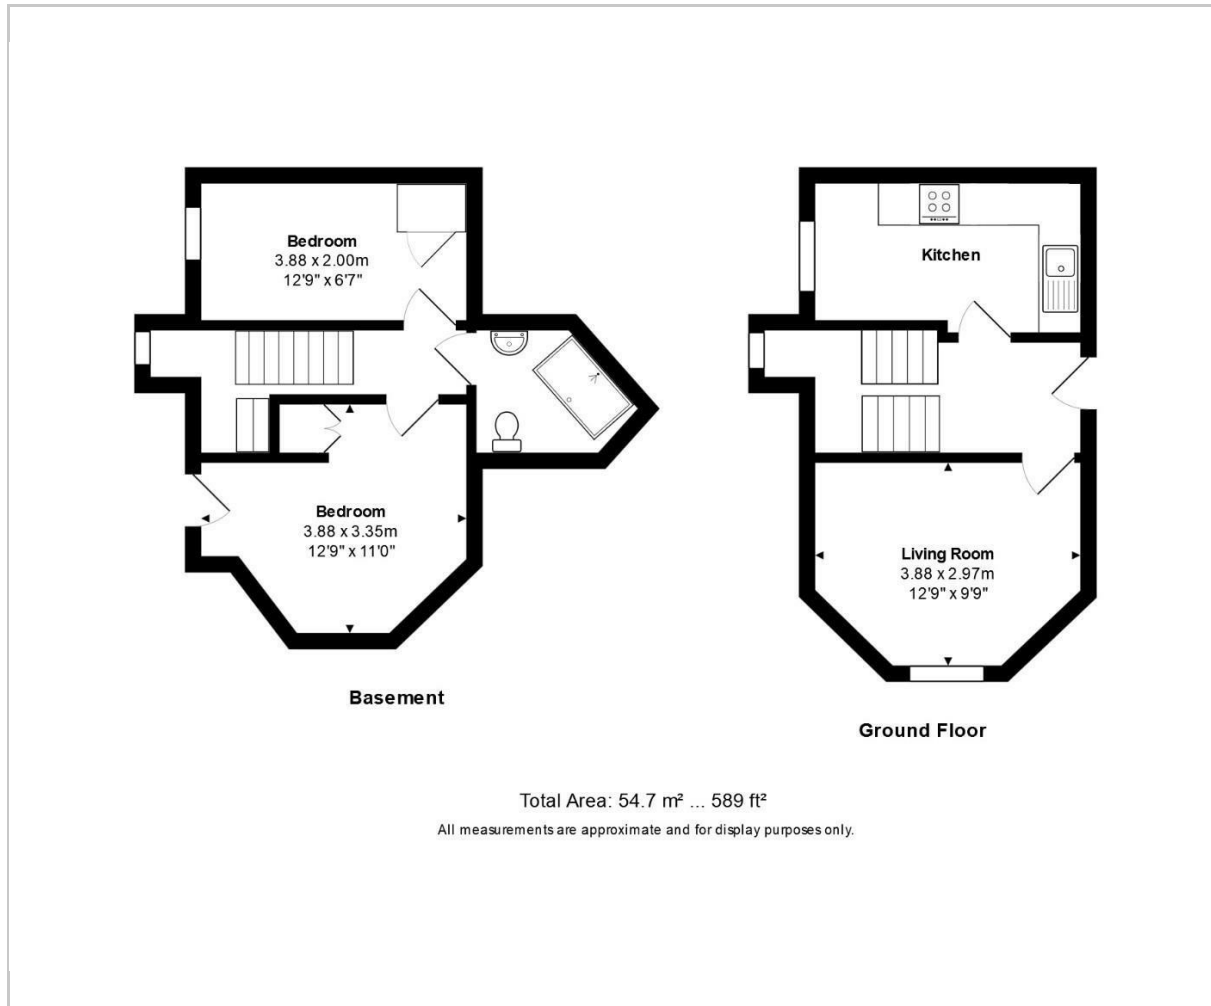 Bedroom
3.88 x 2.00m
12'9" x 6'7"
Bedroom
3.88 x 3.35m
12'9" x 11'0"
Basement
Kitchen
Living Room
3.88 x 2.97m
12'9" x 9'9"
Ground Floor
Total Area: 54.7 m² ... 589 ft²
All measurements are approximate and for display purposes only.